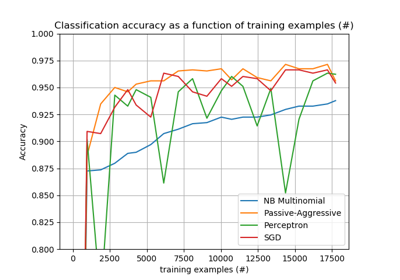 Classification accuracy as a function of training examples (#)
1.000
0.975
0.950
0.925
0.900
0.875
0.850
0.825
0.800
Accuracy
NB Multinomial
Passive-Aggressive
Perceptron
SGD
0 2500 5000 7500 10000 12500 15000 17500
training examples (#)